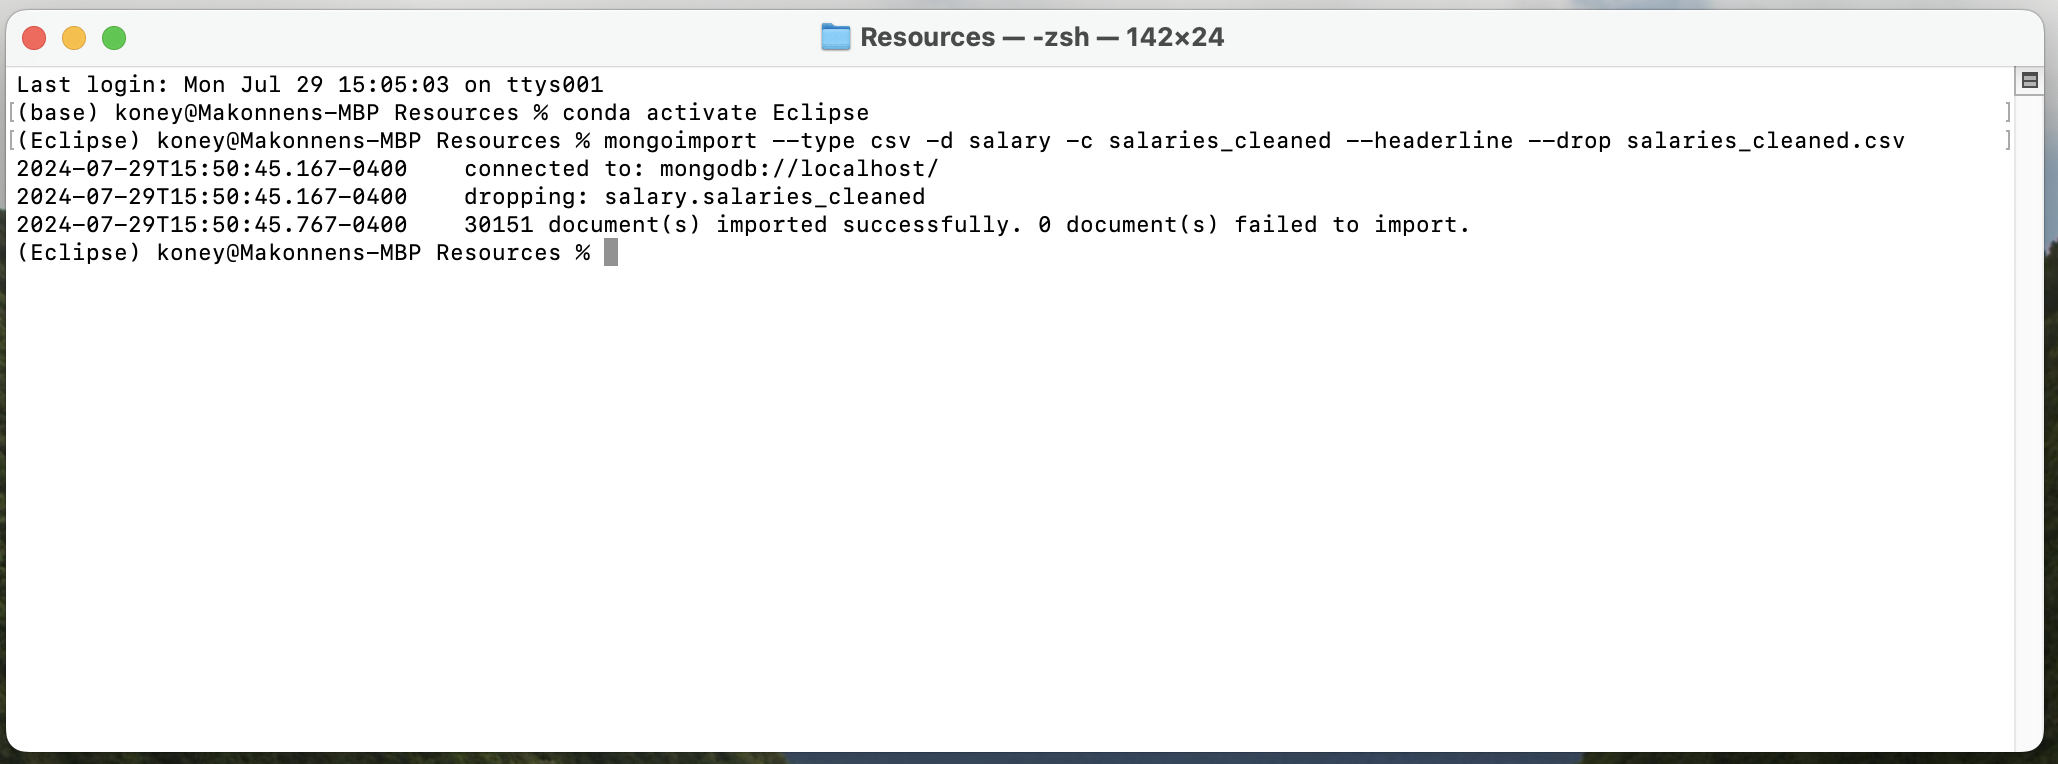 Resources — -zsh — 142×24
Last login: Mon Jul 29 15:05:03 on ttys001
[(base) koney@Makonnens-MBP Resources % conda activate Eclipse ]
[(Eclipse) koney@Makonnens-MBP Resources % mongoimport --type csv -d salary -c salaries_cleaned --headerline --drop salaries_cleaned.csv ]
2024-07-29T15:50:45.167-0400    connected to: mongodb://localhost/
2024-07-29T15:50:45.167-0400    dropping: salary.salaries_cleaned
2024-07-29T15:50:45.767-0400    30151 document(s) imported successfully. 0 document(s) failed to import.
(Eclipse) koney@Makonnens-MBP Resources %